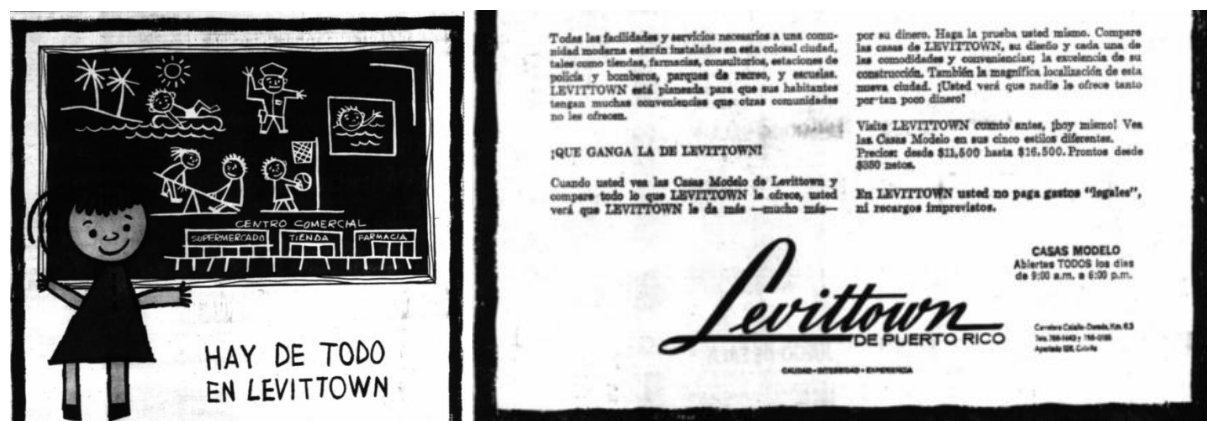 CENTRO COMERCIAL
SUPERMERCADO
TIENDA
FARMACIA
HAY DE TODO
EN LEVITTOWN
Todas las facilidades y servicios necesarios a una comu-
nidad moderna estarán instalados en esta colosal ciudad,
tales como tiendas, farmacias, consultorios, estaciones de
policía y bomberos, parques de recreo, y escuelas.
LEVITTOWN está planeada para que sus habitantes
tengan muchas conveniencias que otras comunidades
no les ofrecen.
¡QUE GANGA LA DE LEVITTOWN!
Cuando usted vea las Casas Modelo de Levittown y
compare todo lo que LEVITTOWN le ofrece, usted
verá que LEVITTOWN le da más —mucho más—
por su dinero. Haga la prueba usted mismo. Compare
las casas de LEVITTOWN, su diseño y cada una de
las comodidades y conveniencias; la excelencia de su
construcción. También la magnífica localización de esta
nueva ciudad. ¡Usted verá que nadie le ofrece tanto
por tan poco dinero!
Visite LEVITTOWN cuanto antes, ¡hoy mismo! Vea
las Casas Modelo en sus cinco estilos diferentes.
Precios: desde $11,500 hasta $16,500. Prontos desde
$350 netos.
En LEVITTOWN usted no paga gastos "legales",
ni recargos imprevistos.
Levittown
DE PUERTO RICO
CALIDAD - INTEGRIDAD - EXPERIENCIA
CASAS MODELO
Abiertas TODOS los días
de 9:00 a.m. a 6:00 p.m.
Carretera Cataño-Dorado, Km. 6.3